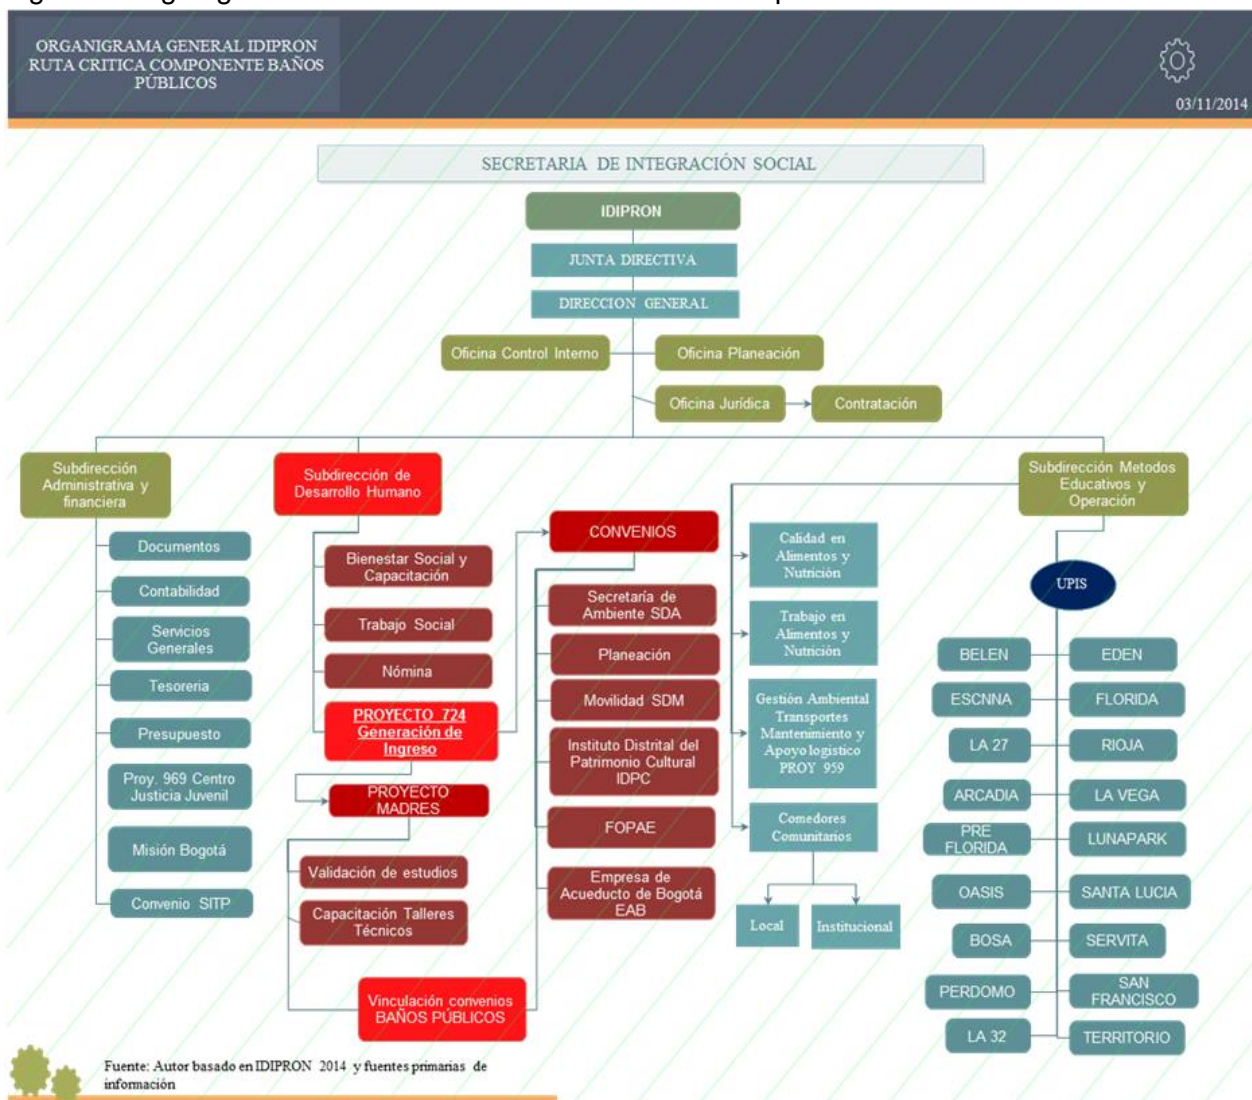 ORGANIGRAMA GENERAL IDIPRON
RUTA CRITICA COMPONENTE BAÑOS
PÚBLICOS
03/11/2014
SECRETARIA DE INTEGRACIÓN SOCIAL
IDIPRON
JUNTA DIRECTIVA
DIRECCION GENERAL
Oficina Control Interno
Oficina Planeación
Oficina Jurídica
Contratación
Subdirección
Administrativa y
financiera
Documentos
Contabilidad
Servicios
Generales
Tesoreria
Presupuesto
Proy. 969 Centro
Justicia Juvenil
Misión Bogotá
Convenio SITP
Subdirección de
Desarrollo Humano
Bienestar Social y
Capacitación
Trabajo Social
Nómina
PROYECTO 724
Generación de
Ingreso
PROYECTO
MADRES
Validación de estudios
Capacitación Talleres
Técnicos
Vinculación convenios
BAÑOS PÚBLICOS
CONVENIOS
Secretaría de
Ambiente SDA
Planeación
Movilidad SDM
Instituto Distrital del
Patrimonio Cultural
IDPC
FOPAE
Empresa de
Acueducto de Bogotá
EAB
Subdirección Metodos
Educativos y
Operación
Calidad en
Alimentos y
Nutrición
Trabajo en
Alimentos y
Nutrición
Gestión Ambiental
Transportes
Mantenimiento y
Apoyo logistico
PROY 959
Comedores
Comunitarios
Local
Institucional
UPIS
BELEN
EDEN
ESCNNA
FLORIDA
LA 27
RIOJA
ARCADIA
LA VEGA
PRE
FLORIDA
LUNAPARK
OASIS
SANTA LUCIA
BOSA
SERVITA
PERDOMO
SAN
FRANCISCO
LA 32
TERRITORIO
Fuente: Autor basado en IDIPRON 2014 y fuentes primarias de
información